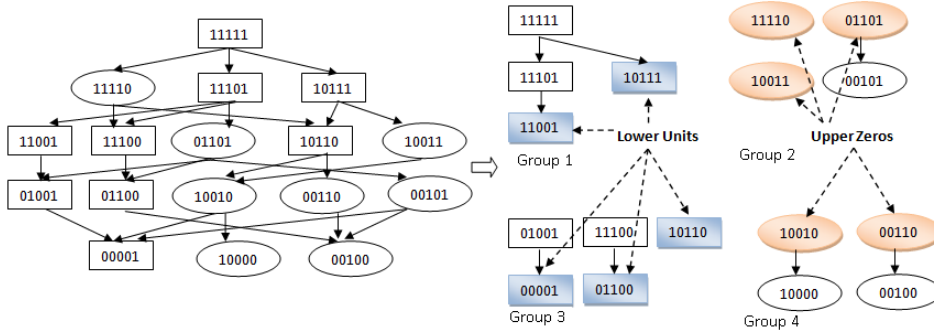 11111
11110 11101 10111
11001 11100 01101 10110 10011
01001 01100 10010 00110 00101
00001 10000 00100
11111
11101 10111
11001
Group 1
Lower Units
01001 11100 10110
00001 01100
Group 3
11110 01101
10011 00101
Group 2
Upper Zeros
10010 00110
10000 00100
Group 4